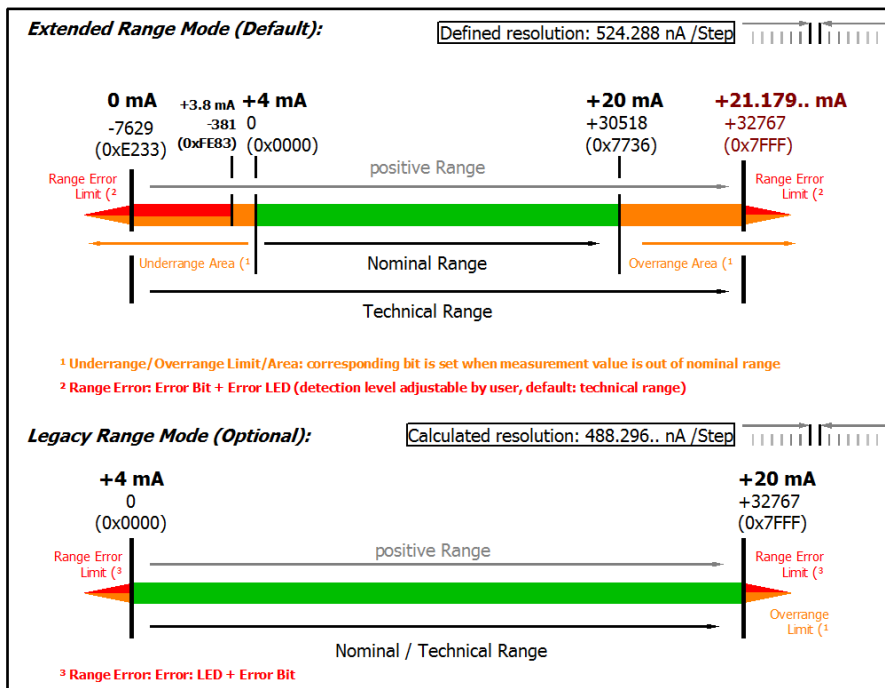 Extended Range Mode (Default):
Defined resolution: 524.288 nA /Step
0 mA
-7629
(0xE233)
+3.8 mA
-381
(0xFE83)
+4 mA
0
(0x0000)
+20 mA
+30518
(0x7736)
+21.179.. mA
+32767
(0x7FFF)
Range Error
Limit (²
positive Range
Range Error
Limit (²
Underrange Area (¹
Nominal Range
Overrange Area (¹
Technical Range
¹ Underrange/Overrange Limit/Area: corresponding bit is set when measurement value is out of nominal range
² Range Error: Error Bit + Error LED (detection level adjustable by user, default: technical range)
Legacy Range Mode (Optional):
Calculated resolution: 488.296.. nA /Step
+4 mA
0
(0x0000)
+20 mA
+32767
(0x7FFF)
Range Error
Limit (³
positive Range
Range Error
Limit (³
Overrange
Limit (¹
Nominal / Technical Range
³ Range Error: Error: LED + Error Bit